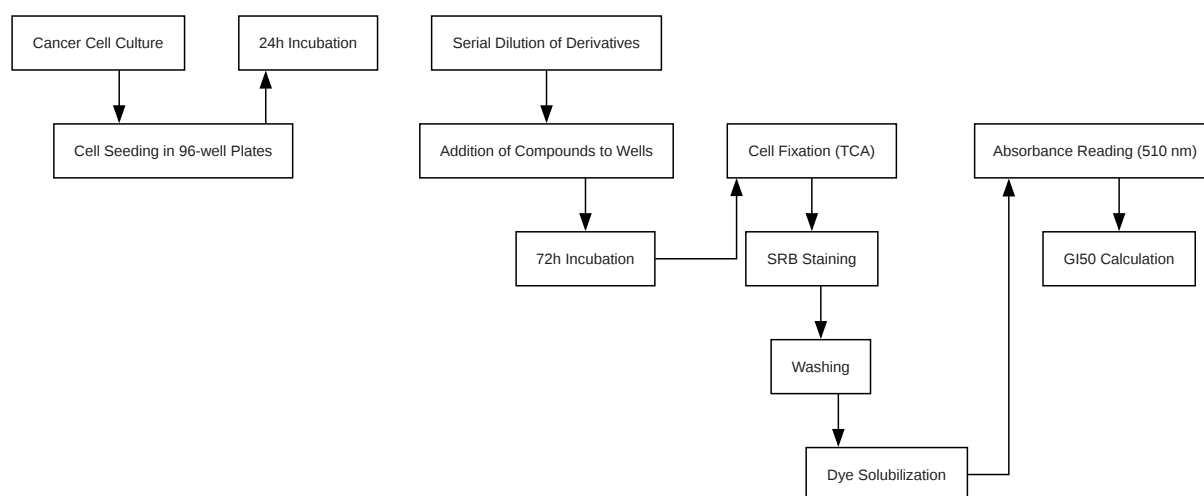 Cancer Cell Culture
24h Incubation
Serial Dilution of Derivatives
Cell Seeding in 96-well Plates
Addition of Compounds to Wells
Cell Fixation (TCA)
Absorbance Reading (510 nm)
72h Incubation
SRB Staining
GI50 Calculation
Washing
Dye Solubilization